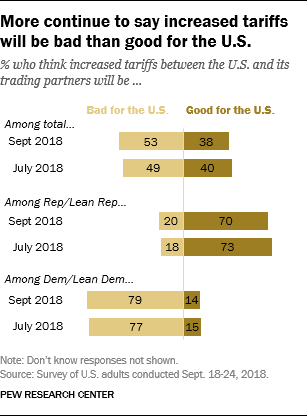 More continue to say increased tariffs
will be bad than good for the U.S.
% who think increased tariffs between the U.S. and its
trading partners will be ...
Bad for the U.S. Good for the U.S.
Among total...
Sept 2018 53 38
July 2018 49 40
Among Rep/Lean Rep...
Sept 2018 20 70
July 2018 18 73
Among Dem/Lean Dem...
Sept 2018 79 14
July 2018 77 15
Note: Don't know responses not shown.
Source: Survey of U.S. adults conducted Sept. 18-24, 2018.
PEW RESEARCH CENTER